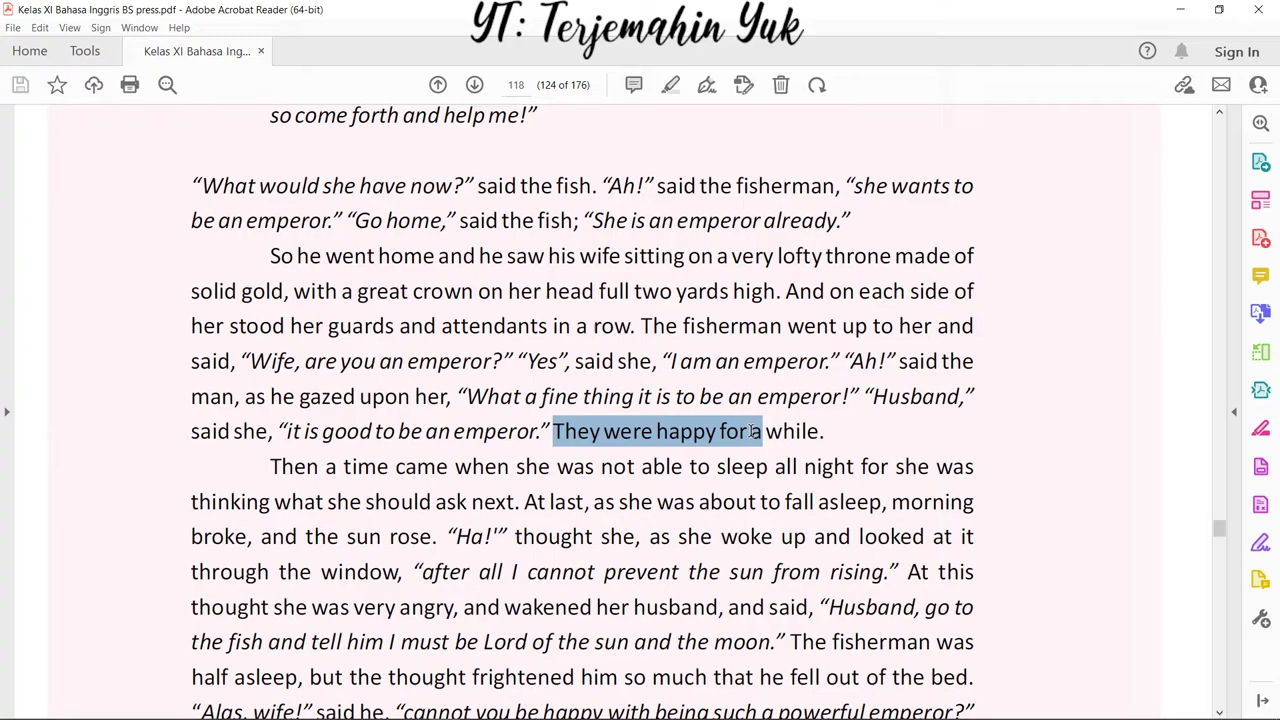 Kelas XI Bahasa Inggris BS press.pdf - Adobe Acrobat Reader (64-bit)
YT: Terjemahin Yuk
File Edit View Sign Window Help
Home Tools Kelas XI Bahasa Ing... × Sign In
118 (124 of 176)
so come forth and help me!”
“What would she have now?” said the fish. “Ah!” said the fisherman, “she wants to
be an emperor.” “Go home,” said the fish; “She is an emperor already.”
So he went home and he saw his wife sitting on a very lofty throne made of
solid gold, with a great crown on her head full two yards high. And on each side of
her stood her guards and attendants in a row. The fisherman went up to her and
said, “Wife, are you an emperor?” “Yes”, said she, “I am an emperor.” “Ah!” said the
man, as he gazed upon her, “What a fine thing it is to be an emperor!” “Husband,”
said she, “it is good to be an emperor.” They were happy for a while.
Then a time came when she was not able to sleep all night for she was
thinking what she should ask next. At last, as she was about to fall asleep, morning
broke, and the sun rose. “Ha!'” thought she, as she woke up and looked at it
through the window, “after all I cannot prevent the sun from rising.” At this
thought she was very angry, and wakened her husband, and said, “Husband, go to
the fish and tell him I must be Lord of the sun and the moon.” The fisherman was
half asleep, but the thought frightened him so much that he fell out of the bed.
“Alas, wife!” said he, “cannot you be happy with being such a powerful emperor?”